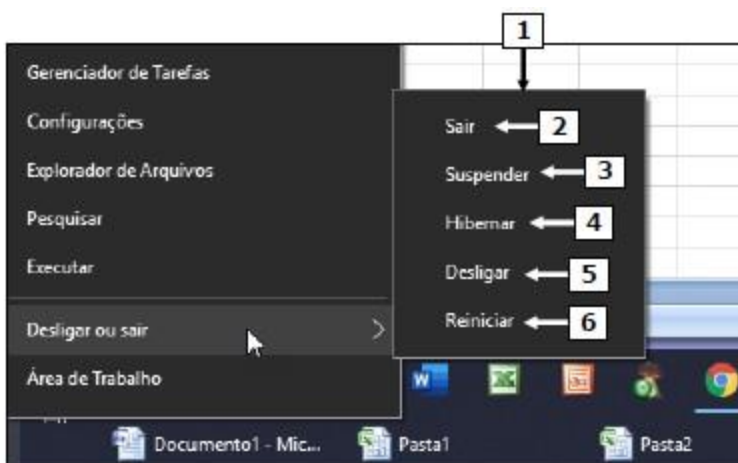 1
Gerenciador de Tarefas
Configurações
Explorador de Arquivos
Pesquisar
Executar
Desligar ou sair
Área de Trabalho
Sair 2
Suspender 3
Hibernar 4
Desligar 5
Reiniciar 6
Documento1 - Mic...
Pasta1
Pasta2